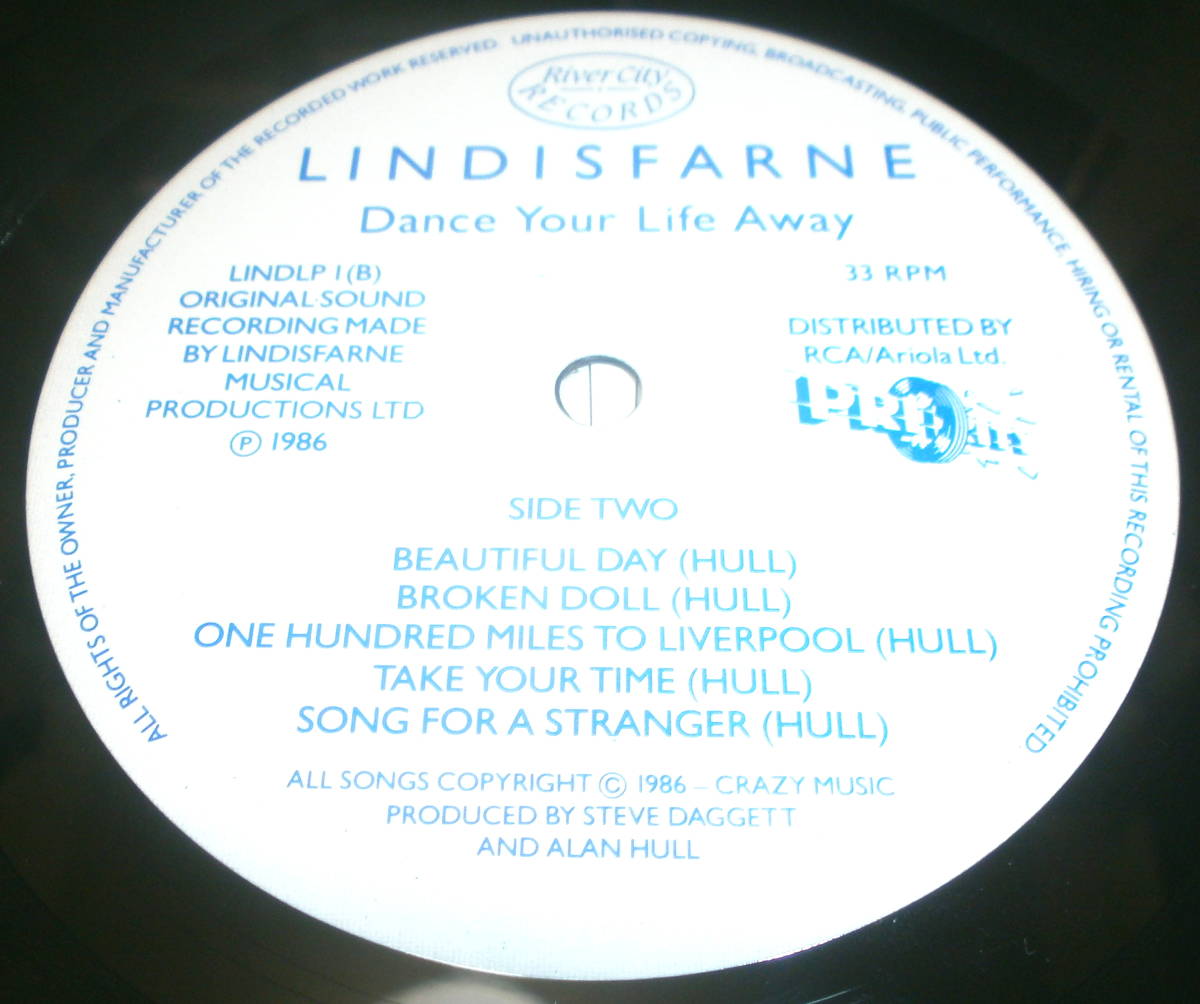 ALL RIGHTS OF THE OWNER, PRODUCER AND MANUFACTURER OF THE RECORDED WORK RESERVED. UNAUTHORISED COPYING, BROADCASTING, PUBLIC PERFORMANCE, HIRING OR RENTAL OF THIS RECORDING PROHIBITED
River City
RECORDS
LINDISFARNE
Dance Your Life Away
LINDLP 1(B)
ORIGINAL SOUND
RECORDING MADE
BY LINDISFARNE
MUSICAL
PRODUCTIONS LTD
Ⓟ 1986
33 RPM
DISTRIBUTED BY
RCA/Ariola Ltd.
SIDE TWO
BEAUTIFUL DAY (HULL)
BROKEN DOLL (HULL)
ONE HUNDRED MILES TO LIVERPOOL (HULL)
TAKE YOUR TIME (HULL)
SONG FOR A STRANGER (HULL)
ALL SONGS COPYRIGHT © 1986 – CRAZY MUSIC
PRODUCED BY STEVE DAGGETT
AND ALAN HULL